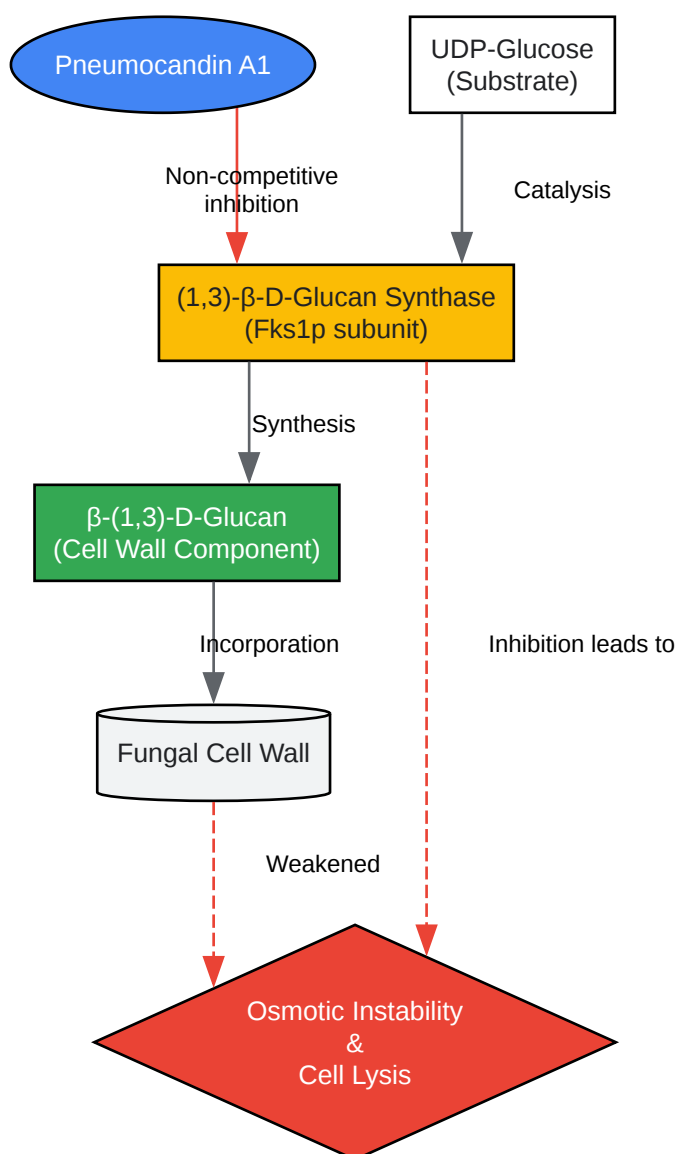 Pneumocandin A1
UDP-Glucose
(Substrate)
Non-competitive
inhibition
Catalysis
(1,3)-β-D-Glucan Synthase
(Fks1p subunit)
Synthesis
β-(1,3)-D-Glucan
(Cell Wall Component)
Incorporation
Inhibition leads to
Fungal Cell Wall
Weakened
Osmotic Instability
&
Cell Lysis